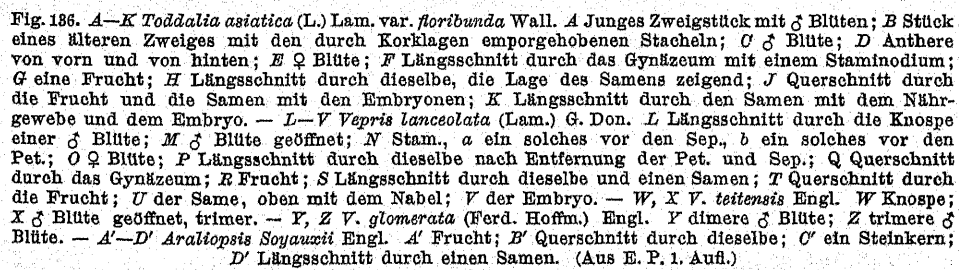 Fig. 186. A—K Toddalia asiatica (L.) Lam. var. floribunda Wall. A Junges Zweigstück mit ♂ Blüten; B Stück
eines älteren Zweiges mit den durch Korklagen emporgehobenen Stacheln; C ♂ Blüte; D Anthere
von vorn und von hinten; E ♀ Blüte; F Längsschnitt durch das Gynäzeum mit einem Staminodium;
G eine Frucht; H Längsschnitt durch dieselbe, die Lage des Samens zeigend; J Querschnitt durch
die Frucht und die Samen mit den Embryonen; K Längsschnitt durch den Samen mit dem Nähr-
gewebe und dem Embryo. — L—V Vepris lanceolata (Lam.) G. Don. L Längsschnitt durch die Knospe
einer ♂ Blüte; M ♂ Blüte geöffnet; N Stam., a ein solches vor den Sep., b ein solches vor den
Pet.; O ♀ Blüte; P Längsschnitt durch dieselbe nach Entfernung der Pet. und Sep.; Q Querschnitt
durch das Gynäzeum; R Frucht; S Längsschnitt durch dieselbe und einen Samen; T Querschnitt durch
die Frucht; U der Same, oben mit dem Nabel; V der Embryo. — W, X V. teitensis Engl. W Knospe;
X ♂ Blüte geöffnet, trimer. — Y, Z V. glomerata (Ferd. Hoffm.) Engl. Y dimere ♂ Blüte; Z trimere ♂
Blüte. — A'—D' Araliopsis Soyauxii Engl. A' Frucht; B' Querschnitt durch dieselbe; C' ein Steinkern;
D' Längsschnitt durch einen Samen. (Aus E. P. 1. Aufl.)